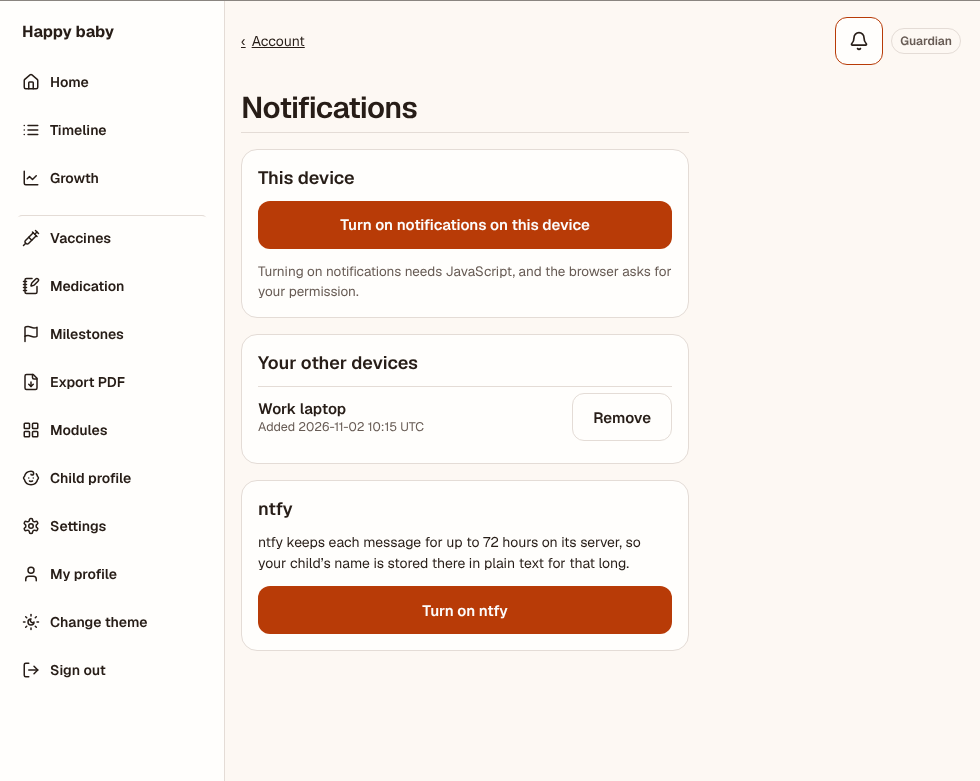 Happy baby
Home
Timeline
Growth
Vaccines
Medication
Milestones
Export PDF
Modules
Child profile
Settings
My profile
Change theme
Sign out
‹ Account
Guardian
Notifications
This device
Turn on notifications on this device
Turning on notifications needs JavaScript, and the browser asks for
your permission.
Your other devices
Work laptop
Added 2026-11-02 10:15 UTC
Remove
ntfy
ntfy keeps each message for up to 72 hours on its server, so
your child’s name is stored there in plain text for that long.
Turn on ntfy